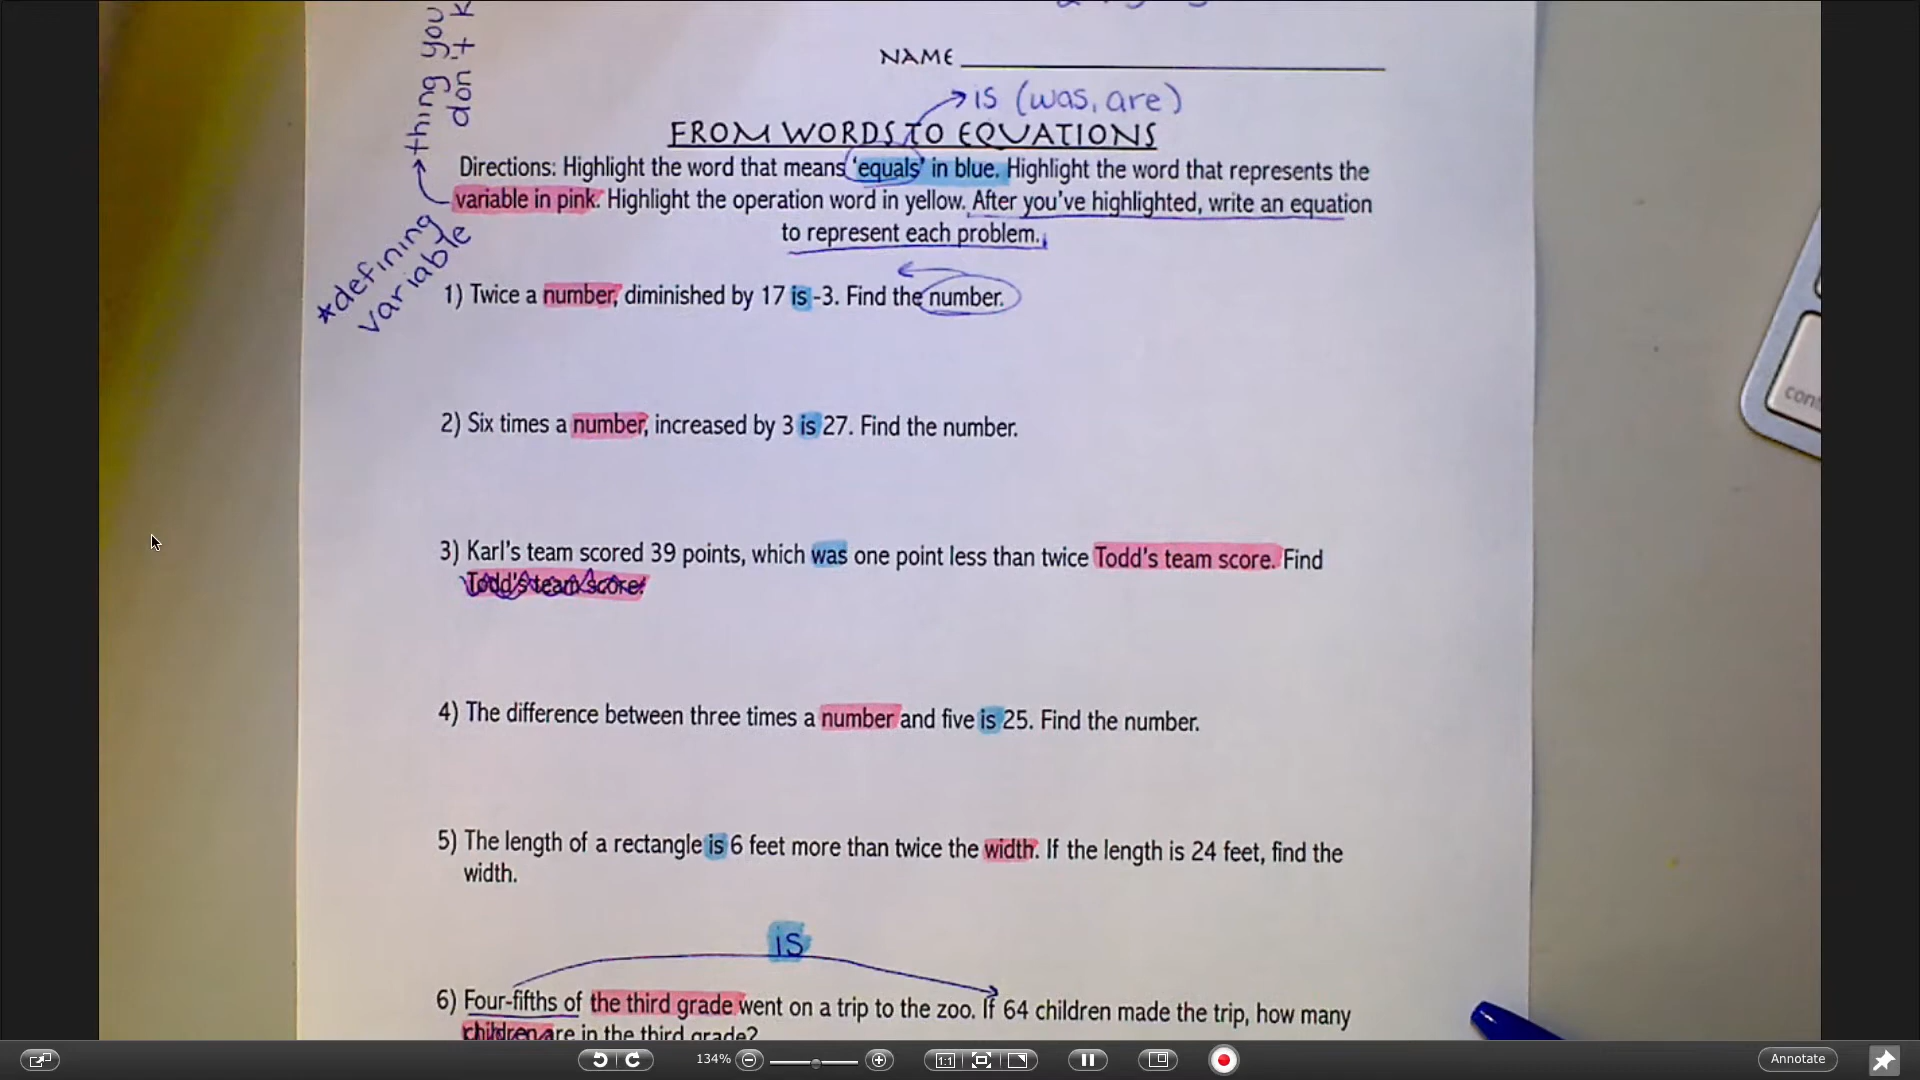 thing you
don't k
NAME
is (was, are)
FROM WORDS TO EQUATIONS
Directions: Highlight the word that means 'equals' in blue. Highlight the word that represents the
variable in pink. Highlight the operation word in yellow. After you've highlighted, write an equation
to represent each problem.
*defining
variable
1) Twice a number, diminished by 17 is -3. Find the number.
2) Six times a number, increased by 3 is 27. Find the number.
3) Karl's team scored 39 points, which was one point less than twice Todd's team score. Find
Todd's team score.
4) The difference between three times a number and five is 25. Find the number.
5) The length of a rectangle is 6 feet more than twice the width. If the length is 24 feet, find the
width.
is
6) Four-fifths of the third grade went on a trip to the zoo. If 64 children made the trip, how many
children are in the third grade?
con
134%
1:1
Annotate